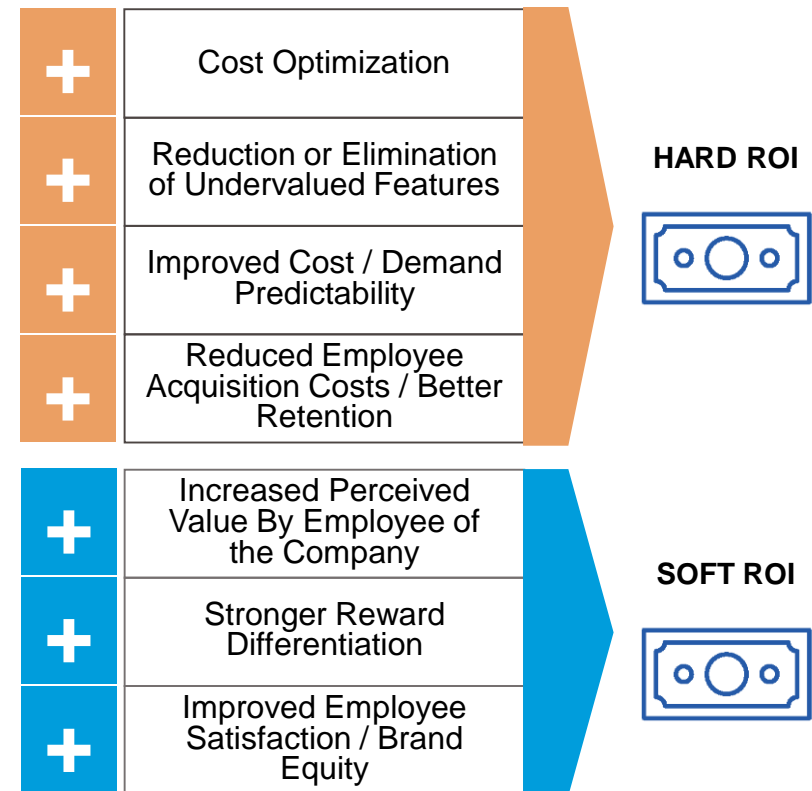 +
Cost Optimization
+
Reduction or Elimination
of Undervalued Features
HARD ROI
+
Improved Cost / Demand
Predictability
+
Reduced Employee
Acquisition Costs / Better
Retention
+
Increased Perceived
Value By Employee of
the Company
SOFT ROI
+
Stronger Reward
Differentiation
+
Improved Employee
Satisfaction / Brand
Equity